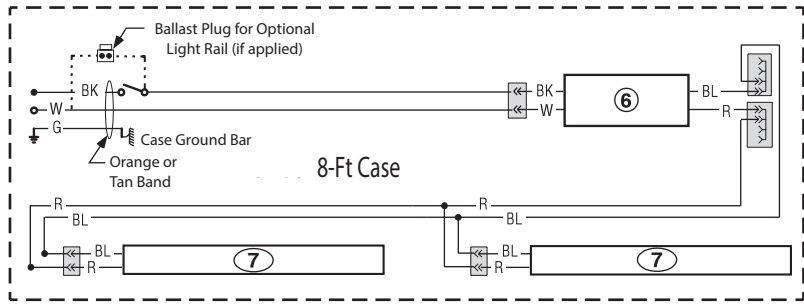 Ballast Plug for Optional
Light Rail (if applied)
BK
W
G
Case Ground Bar
Orange or
Tan Band
8-Ft Case
BK
W
6
BL
R
R
BL
R
BL
BL
R
7
BL
R
7